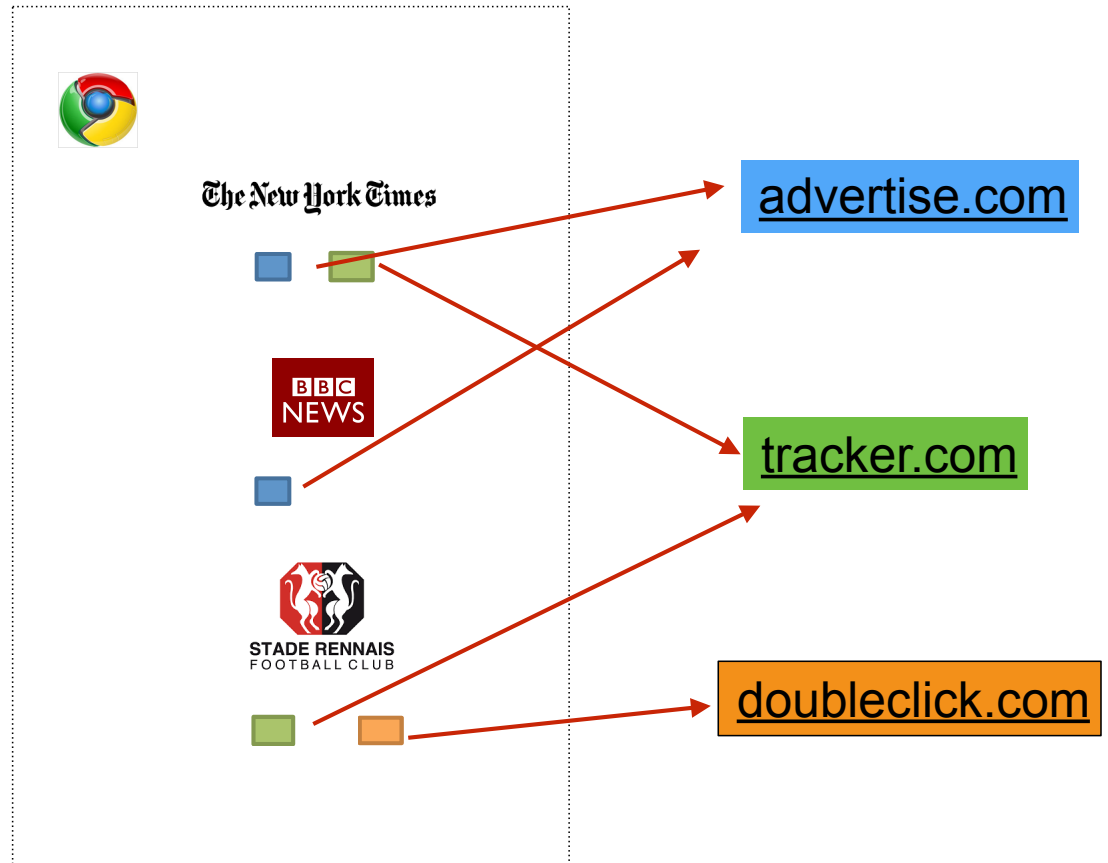 The New York Times
advertise.com
BBC
NEWS
tracker.com
STADE RENNAIS
FOOTBALL CLUB
doubleclick.com